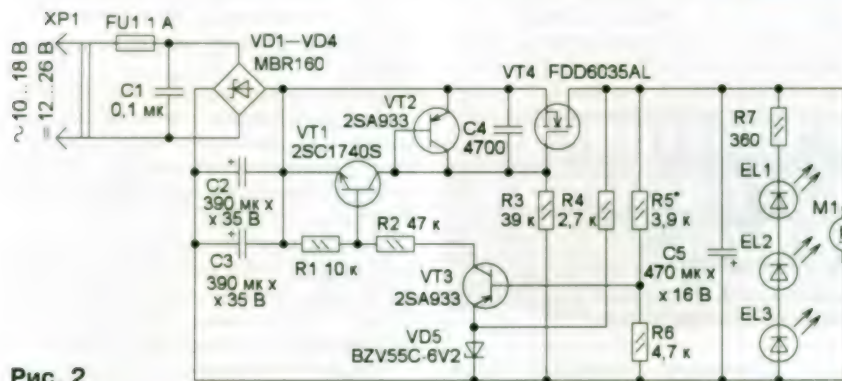 XP1
FU1 1 А
~10...18 В
= 12...26 В
C1
0,1 мк
VD1—VD4
MBR160
VT1
2SC1740S
VT2
2SA933
C4
4700
VT4 FDD6035AL
R7
360
EL1
EL2
EL3
M1
C2
390 мк х
х 35 В
C3
390 мк х
х 35 В
R1 10 к
R2 47 к
VT3
2SA933
R3
39 к
R4
2,7 к
R5*
3,9 к
C5
470 мк х
х 16 В
VD5
BZV55C-6V2
R6
4,7 к
Рис. 2